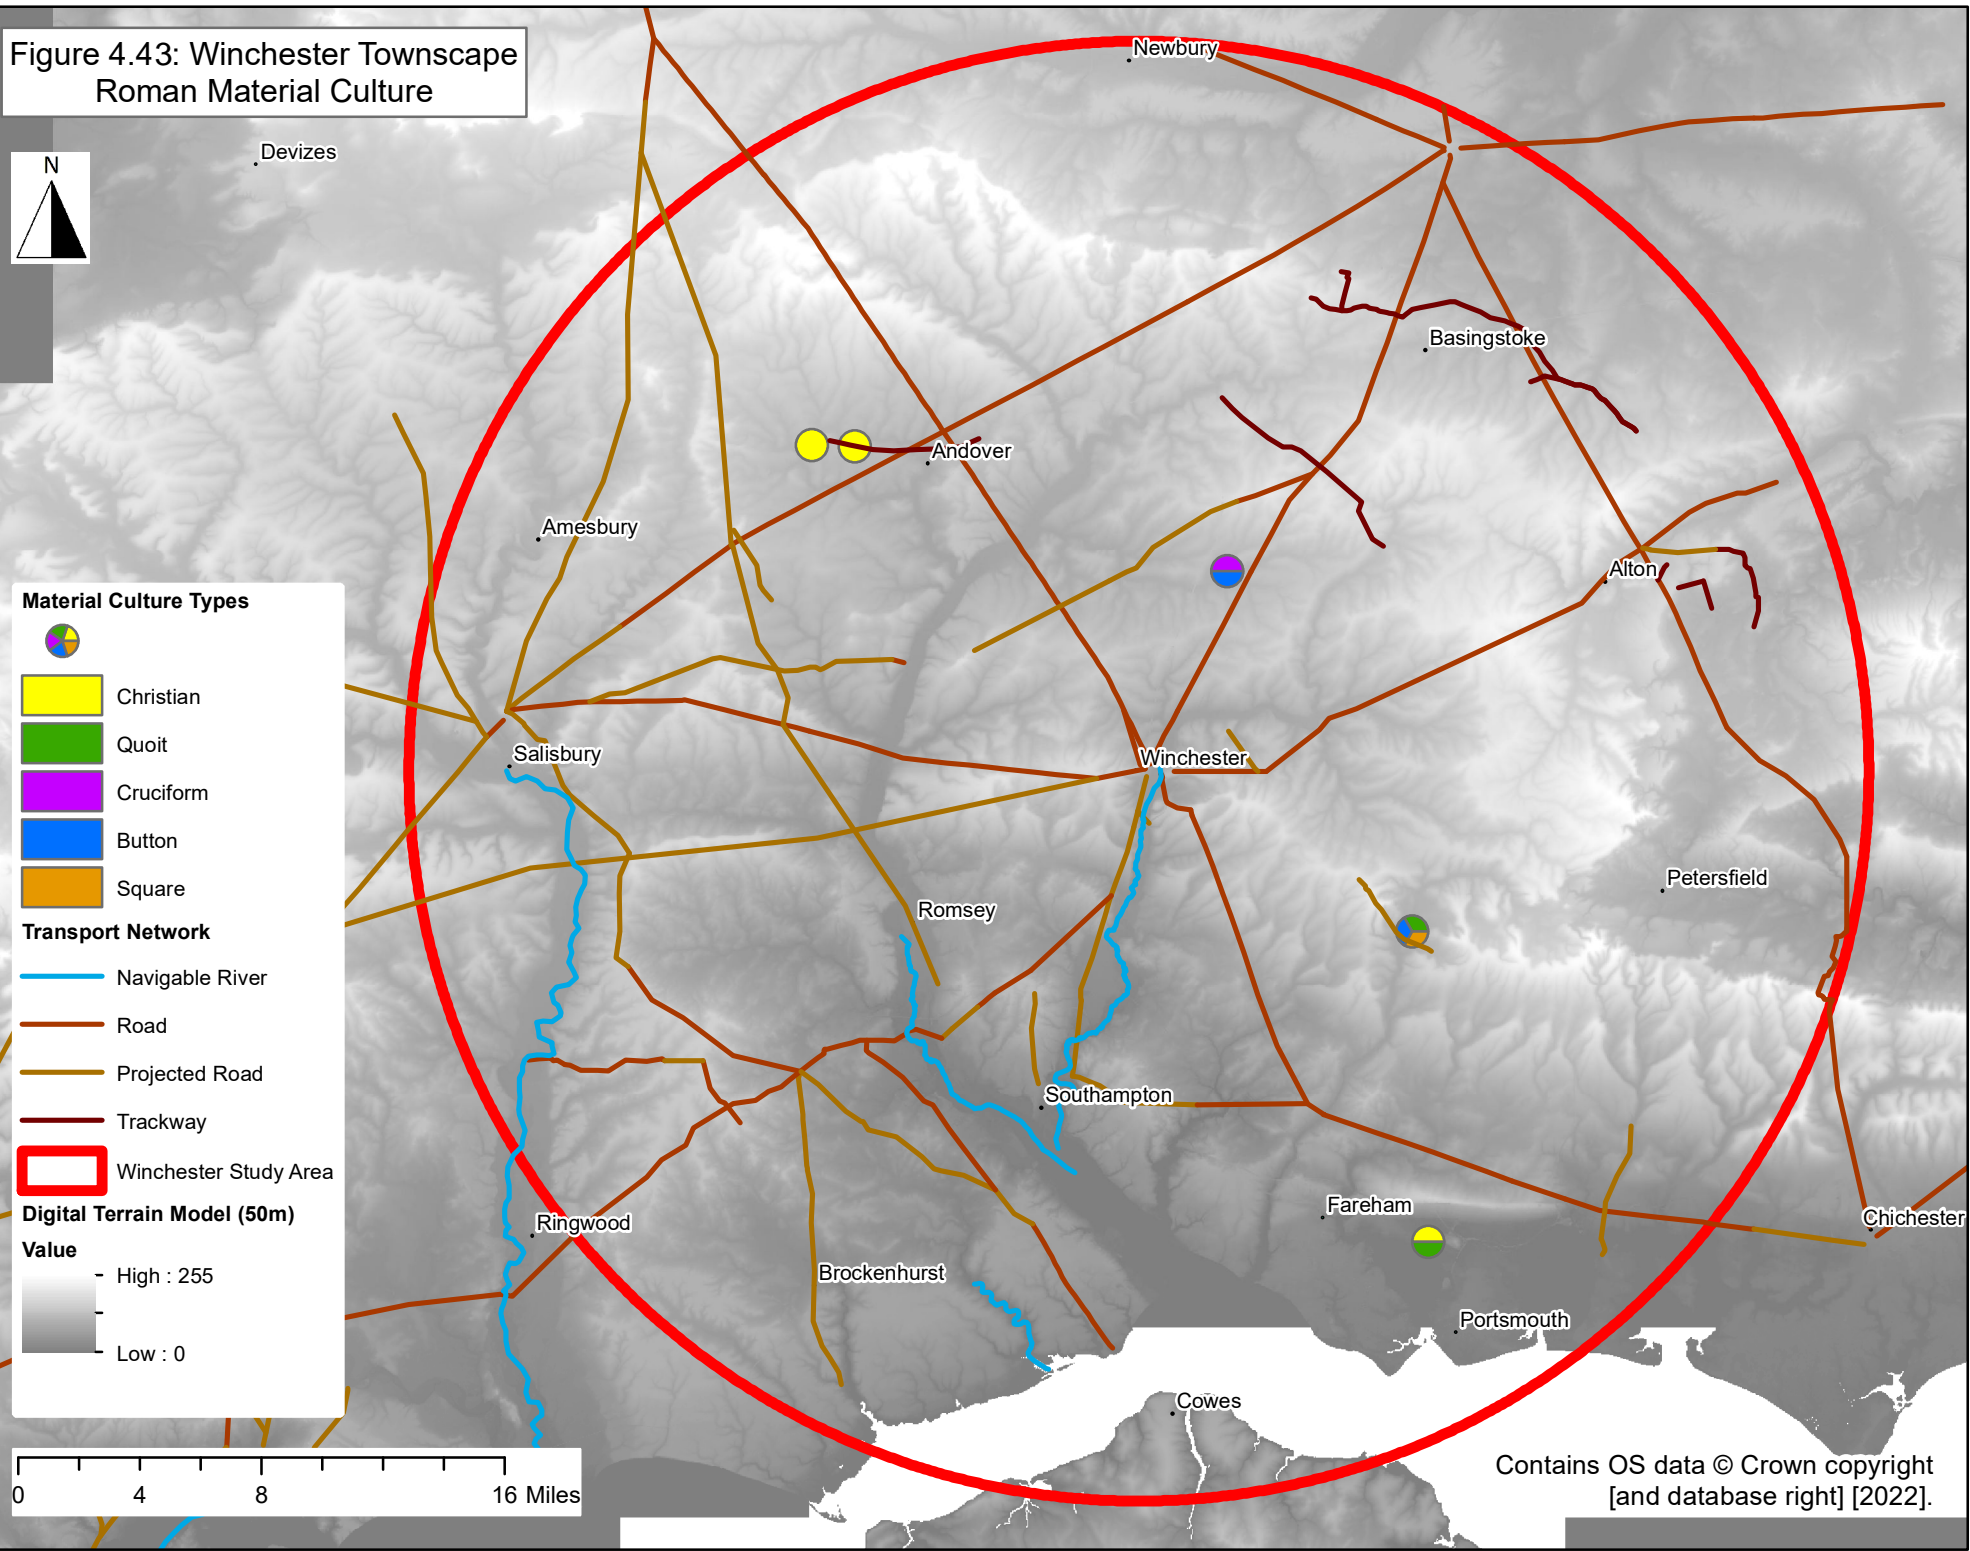 Figure 4.43: Winchester Townscape
Roman Material Culture
N
Newbury
Devizes
Basingstoke
Andover
Amesbury
Alton
Salisbury
Winchester
Petersfield
Romsey
Southampton
Fareham
Chichester
Ringwood
Brockenhurst
Portsmouth
Cowes
Material Culture Types
Christian
Quoit
Cruciform
Button
Square
Transport Network
Navigable River
Road
Projected Road
Trackway
Winchester Study Area
Digital Terrain Model (50m)
Value
High : 255
Low : 0
0 4 8 16 Miles
Contains OS data © Crown copyright
[and database right] [2022].